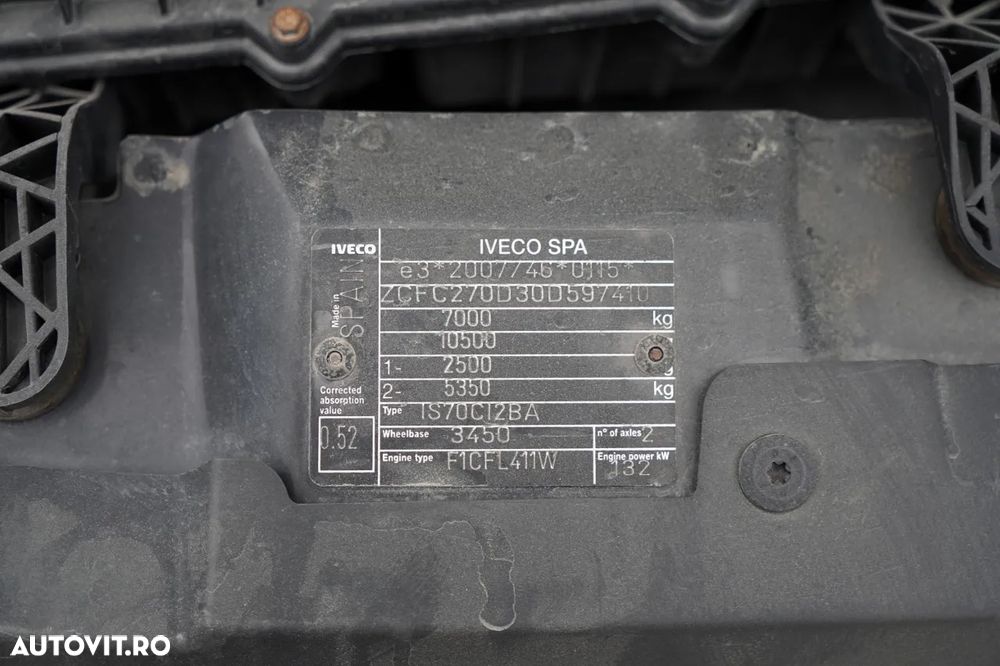 IVECO
IVECO SPA
Made in SPAIN
e3*2007/46*0115*
ZCFC270D30D597410
7000 kg
10500
1- 2500
2- 5350 kg
Corrected
absorption
value
0.52
Type IS70CI2BA
Wheelbase 3450
n° of axles 2
Engine type F1CFL411W
Engine power kW
132
AUTOVIT.RO